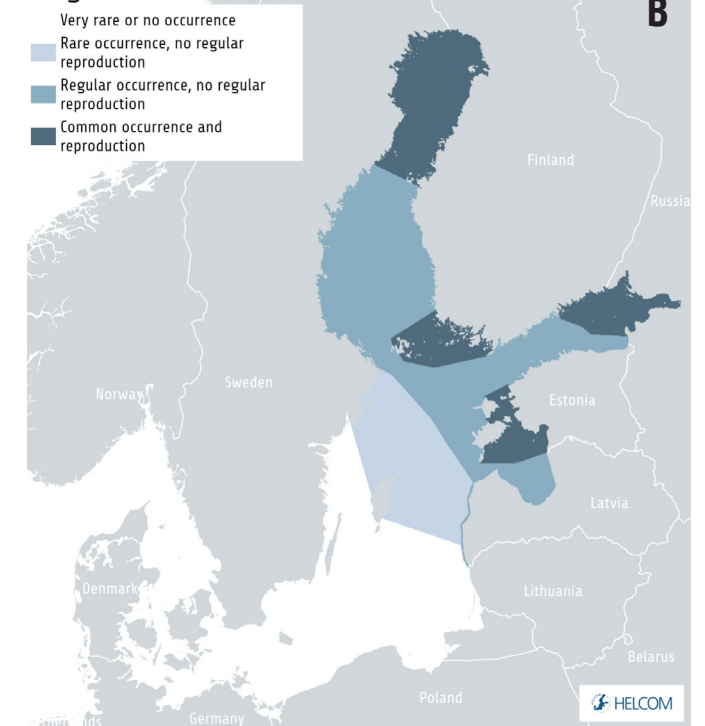 B
Very rare or no occurrence
Rare occurrence, no regular
reproduction
Regular occurrence, no regular
reproduction
Common occurrence and
reproduction
Finland
Russia
Sweden
Norway
Estonia
Latvia
Denmark
Lithuania
Belarus
Poland
HELCOM
Germany